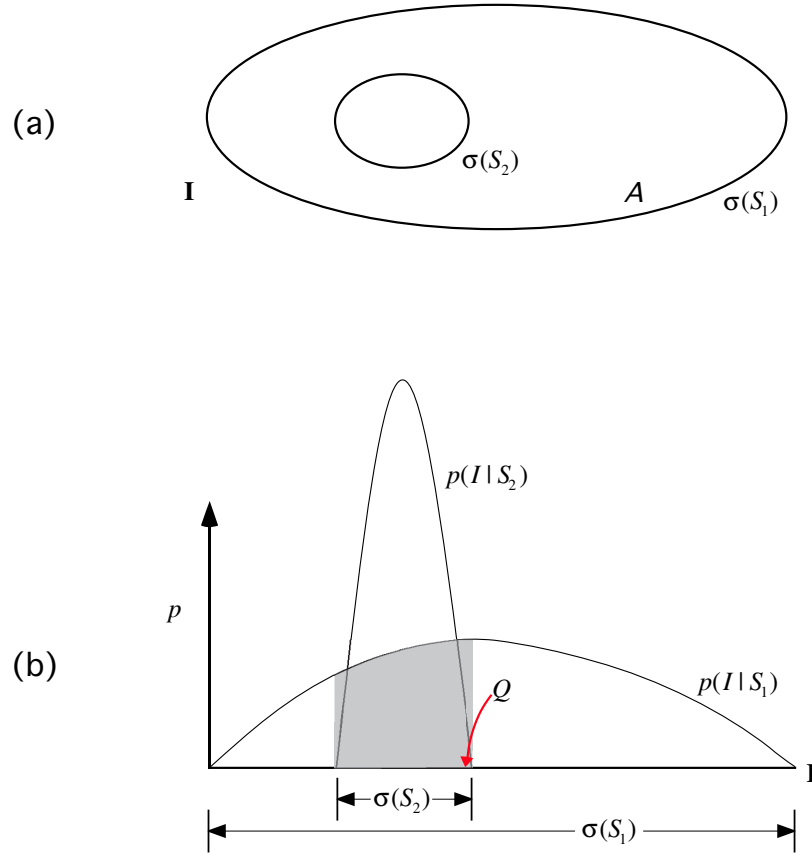 (a)
σ(S₂)
I
A
σ(S₁)
p(I | S₂)
p
(b)
Q
p(I | S₁)
I
σ(S₂)
σ(S₁)